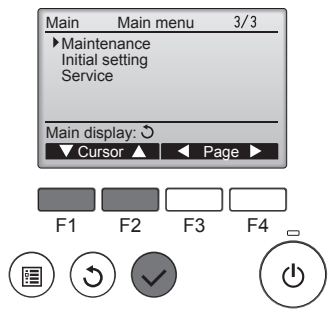 Main Main menu 3/3
Maintenance
Initial setting
Service
Main display:
Cursor Page
F1 F2 F3 F4